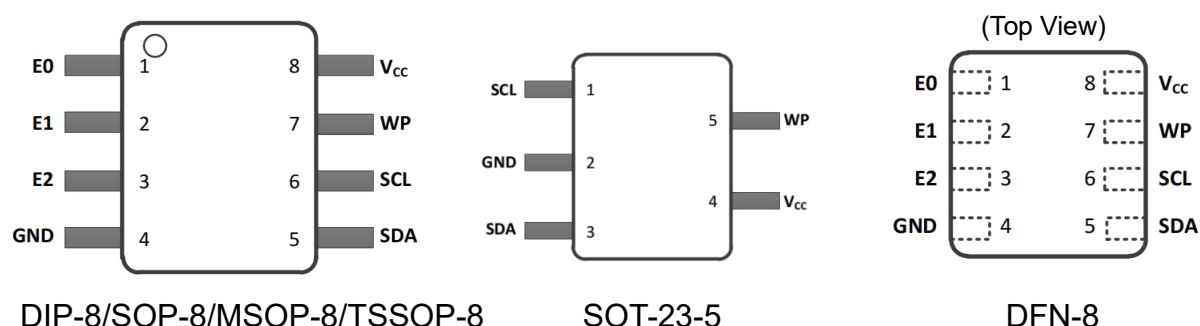 (Top View)
E0 1 8 VCC
E1 2 7 WP
E2 3 6 SCL
GND 4 5 SDA
DIP-8/SOP-8/MSOP-8/TSSOP-8
SCL 1
5 WP
GND 2
4 VCC
SDA 3
SOT-23-5
E0 1 8 VCC
E1 2 7 WP
E2 3 6 SCL
GND 4 5 SDA
DFN-8